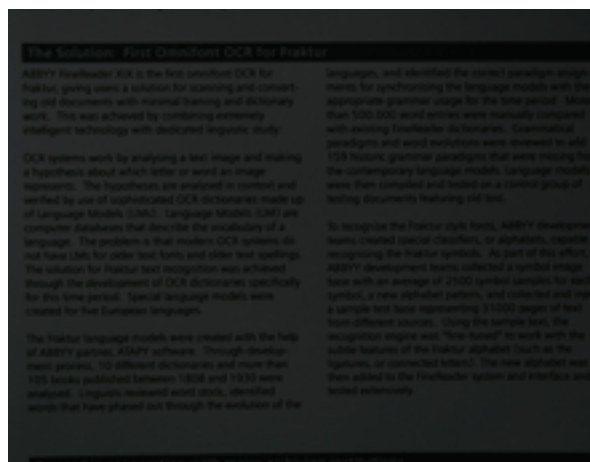 The Solution: First Omnifont OCR for Fraktur
ABBYY FineReader XIX is the first omnifont OCR for
Fraktur, giving users a solution for scanning and convert-
ing old documents with minimal training and dictionary
work. This was achieved by combining extremely
intelligent technology with dedicated linguistic study.
OCR systems work by analysing a text image and making
a hypothesis about which letter or word an image
represents. The hypotheses are analysed in context and
verified by use of sophisticated OCR dictionaries made up
of Language Models (LMs). Language Models (LM) are
computer databases that describe the vocabulary of a
language. The problem is that modern OCR systems do
not have LMs for older text fonts and older text spellings.
The solution for Fraktur text recognition was achieved
through the development of OCR dictionaries specifically
for this time period. Special language models were
created for five European languages.
The Fraktur language models were created with the help
of ABBYY partner, ATAPY software. Through develop-
ment process, 10 different dictionaries and more than
105 books published between 1808 and 1930 were
analysed. Linguists reviewed word stock, identified
words that have phased out through the evolution of the
languages, and identified the correct paradigm assign
ments for synchronising the language models with the
appropriate grammar usage for the time period. More
than 500 000 word entries were manually compared
with existing FineReader dictionaries. Grammatical
paradigms and word evolutions were reviewed to add
159 historic grammar paradigms that were missing
the contemporary language models. Language models
were then compiled and tested on a control group of
testing documents featuring old text.
To recognise the Fraktur style fonts, ABBYY
teams created special classifiers, or alphabets, capable
recognising the fraktur symbols. As part of this effort,
ABBYY development teams collected a symbol image
base with an average of 2500 symbol samples for each
symbol, a new alphabet pattern, and collected and
a sample test base representing 31000 pages of text
from different sources. Using the sample text, the
recognition engine was "fine-tuned" to work with the
subtle features of the Fraktur alphabet (such as the
ligatures, or connected letters). The new alphabet was
then added to the FineReader system and interface and
tested extensively.